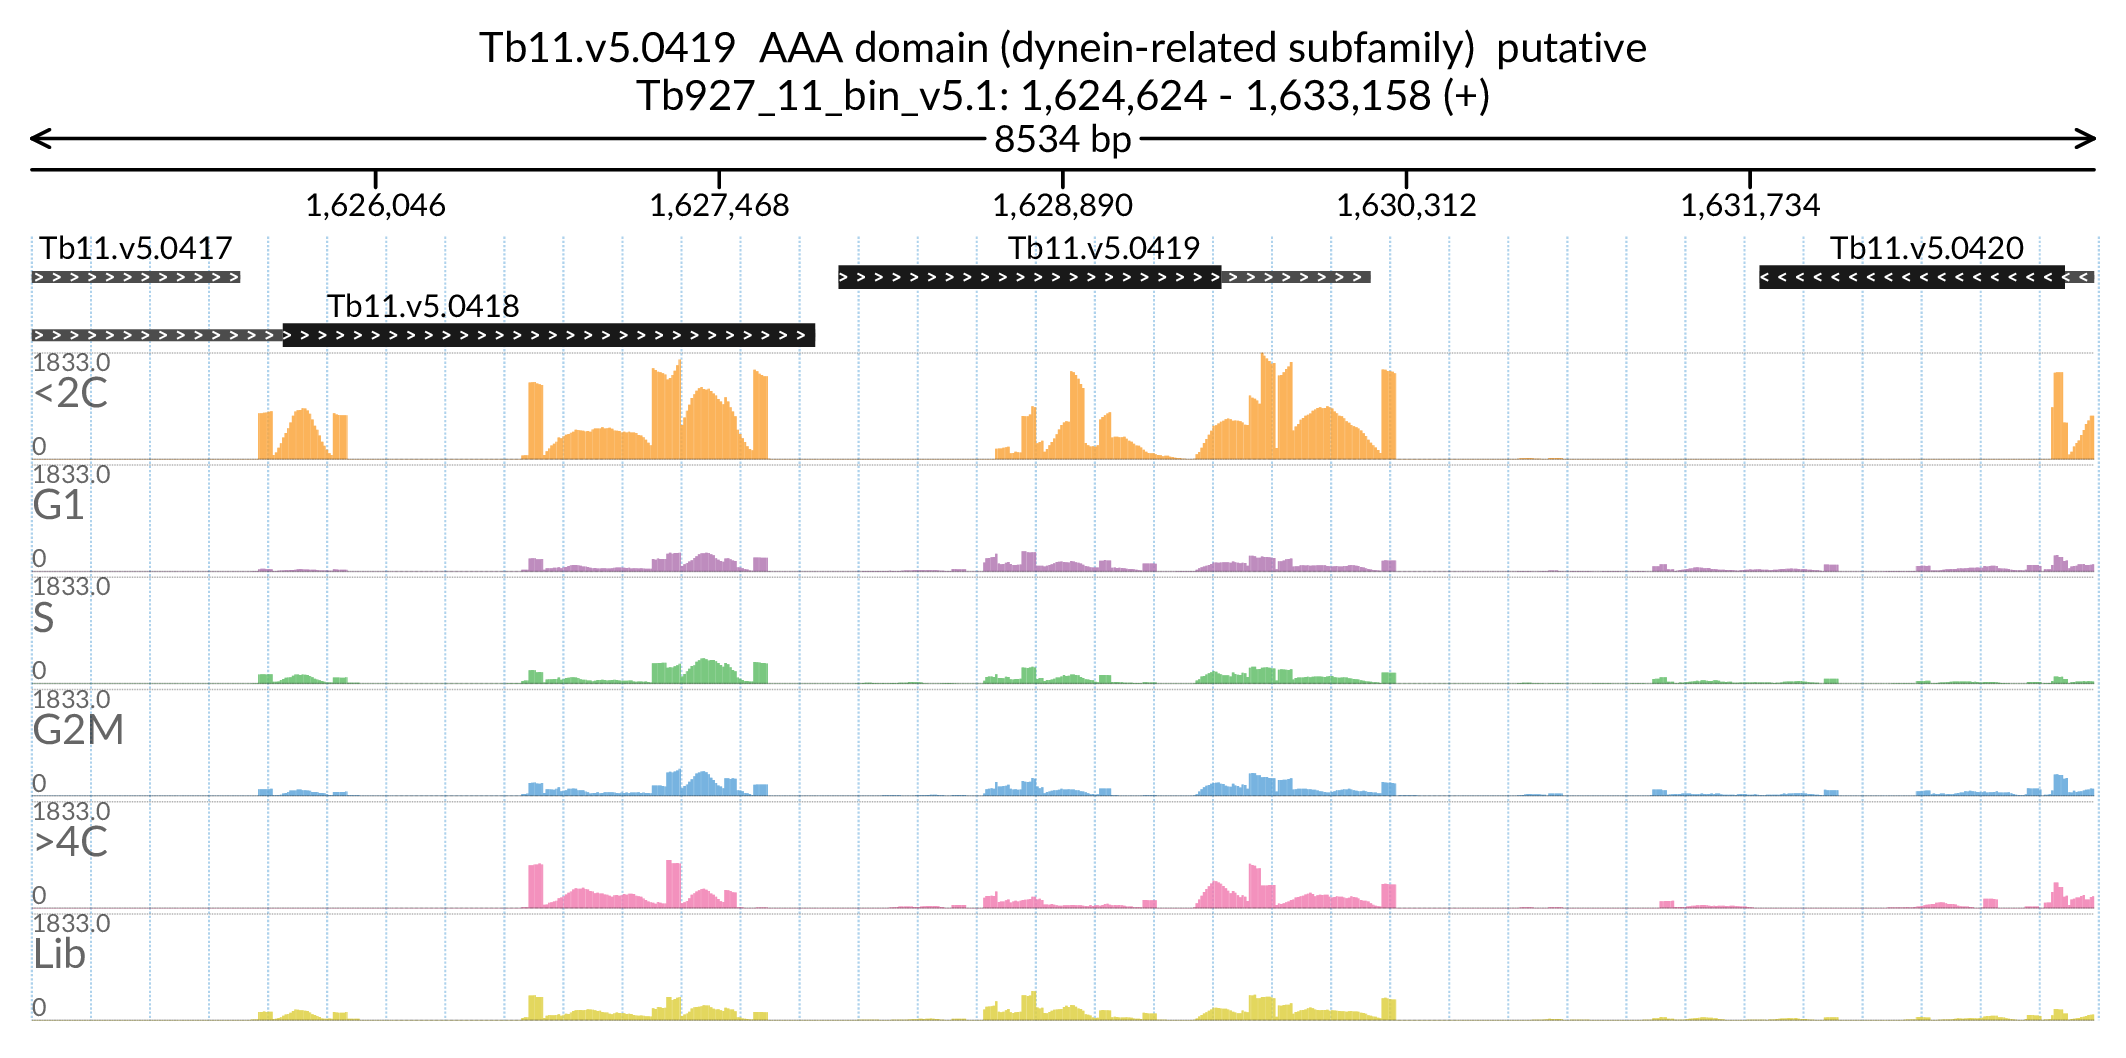 Tb11.v5.0419  AAA domain (dynein-related subfamily)  putative
Tb927_11_bin_v5.1: 1,624,624 - 1,633,158 (+)
8534 bp
1,626,046 1,627,468 1,628,890 1,630,312 1,631,734
Tb11.v5.0417 Tb11.v5.0419 Tb11.v5.0420
Tb11.v5.0418
1833.0
<2C
0
1833.0
G1
0
1833.0
S
0
1833.0
G2M
0
1833.0
>4C
0
1833.0
Lib
0